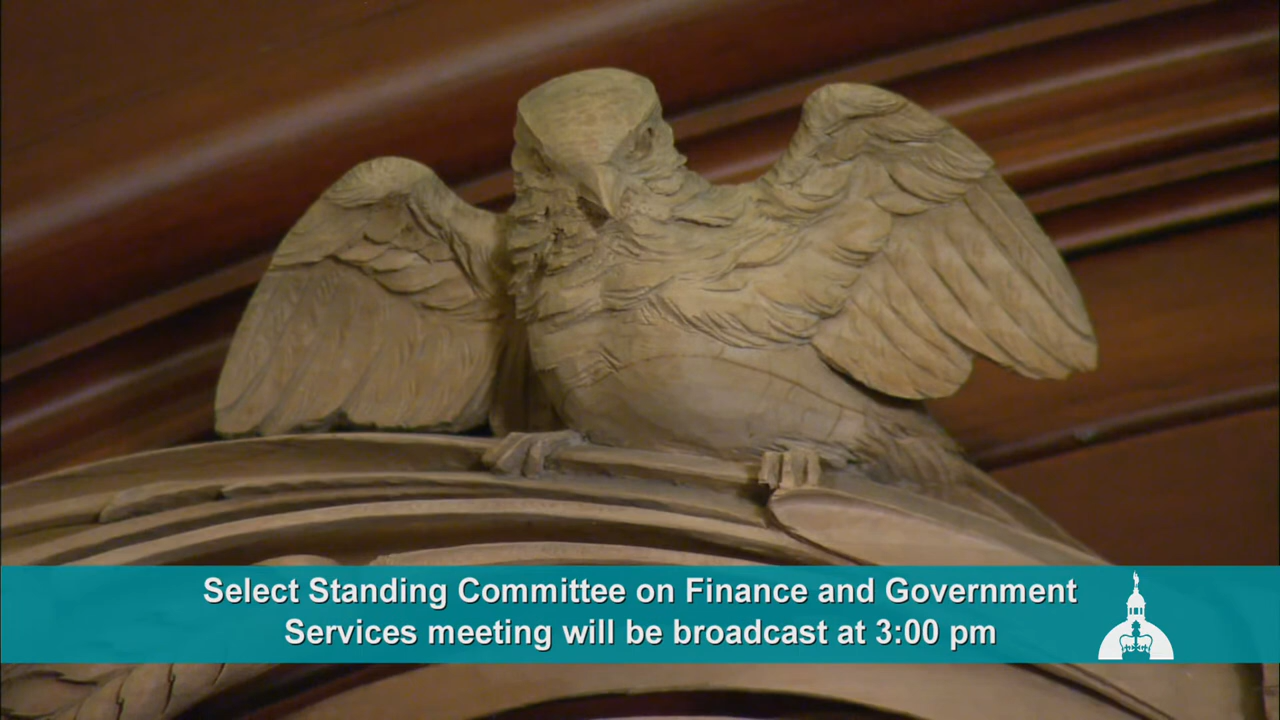 Select Standing Committee on Finance and Government
Services meeting will be broadcast at 3:00 pm